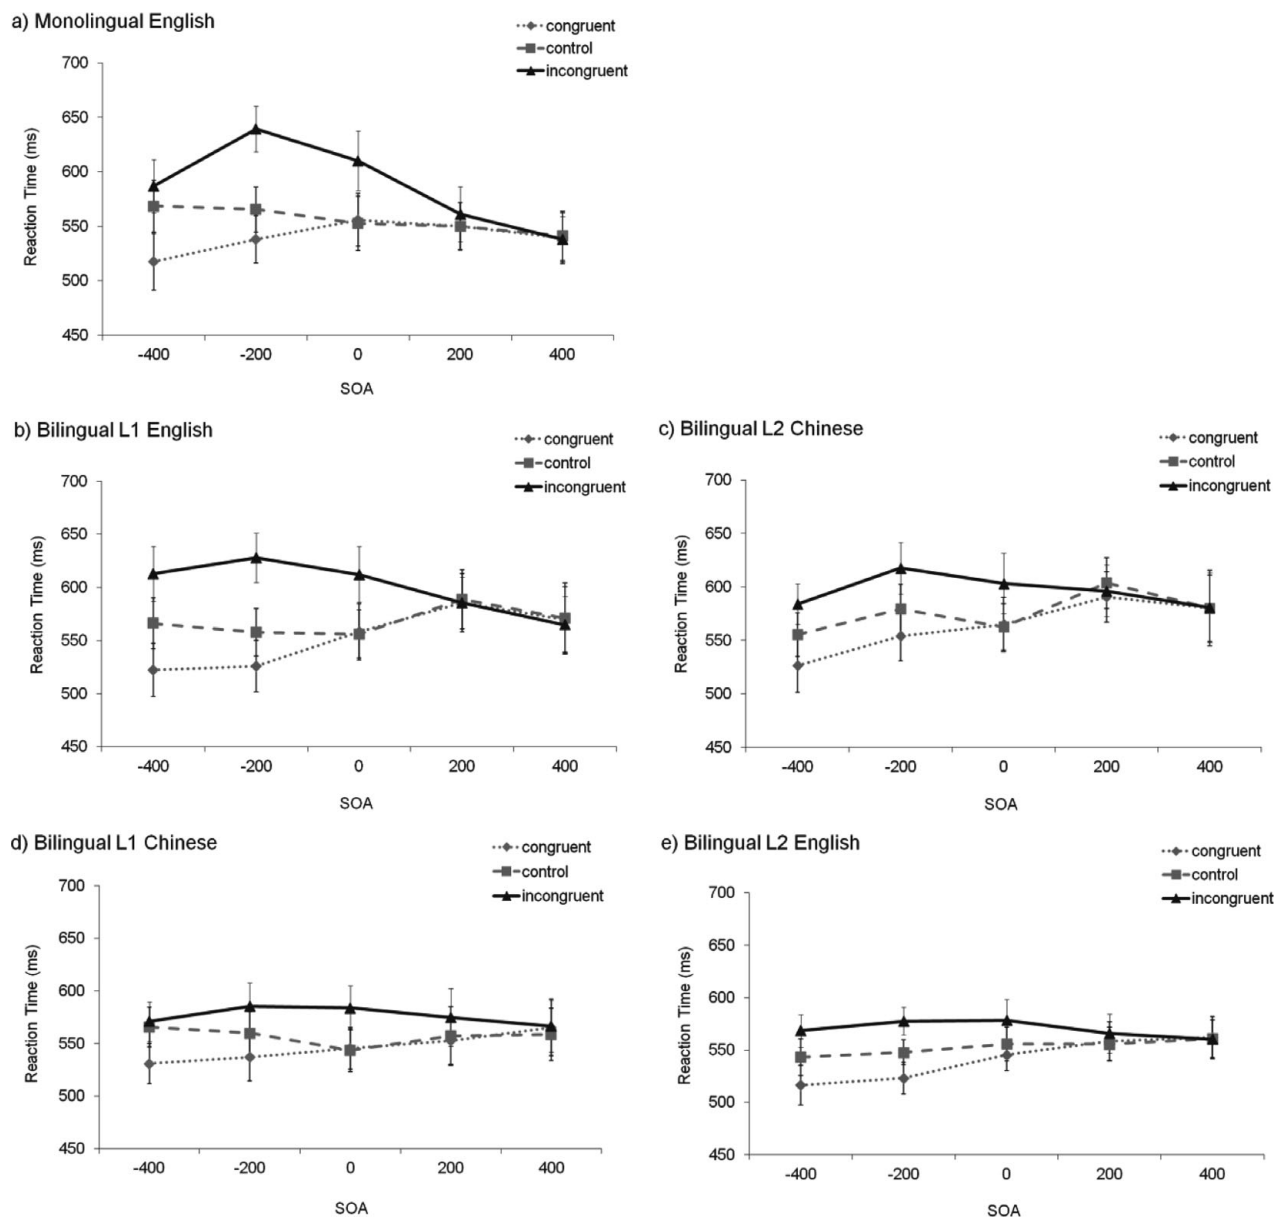 a) Monolingual English
congruent
control
incongruent
700
650
600
550
500
450
Reaction Time (ms)
-400 -200 0 200 400
SOA
b) Bilingual L1 English
congruent
control
incongruent
700
650
600
550
500
450
Reaction Time (ms)
-400 -200 0 200 400
SOA
c) Bilingual L2 Chinese
congruent
control
incongruent
700
650
600
550
500
450
Reaction Time (ms)
-400 -200 0 200 400
SOA
d) Bilingual L1 Chinese
congruent
control
incongruent
700
650
600
550
500
450
Reaction Time (ms)
-400 -200 0 200 400
SOA
e) Bilingual L2 English
congruent
control
incongruent
700
650
600
550
500
450
Reaction Time (ms)
-400 -200 0 200 400
SOA